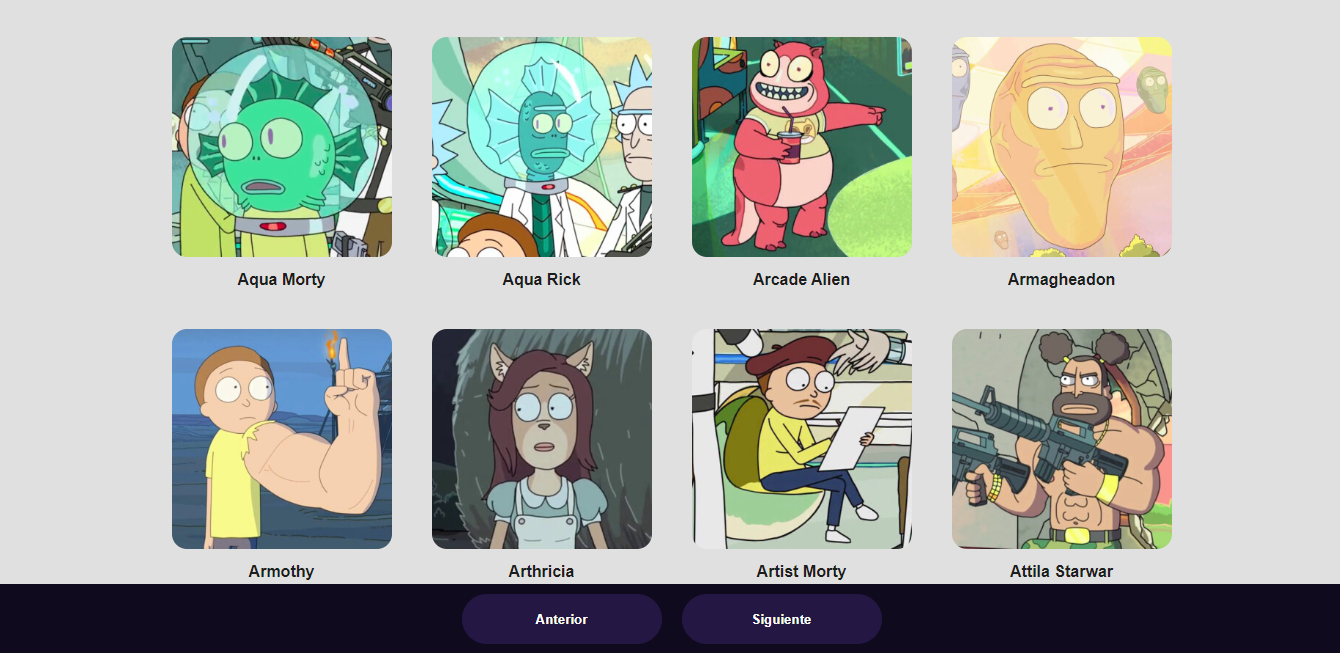 Aqua Morty
Aqua Rick
Arcade Alien
Armagheadon
Armothy
Arthricia
Artist Morty
Attila Starwar
Anterior
Siguiente